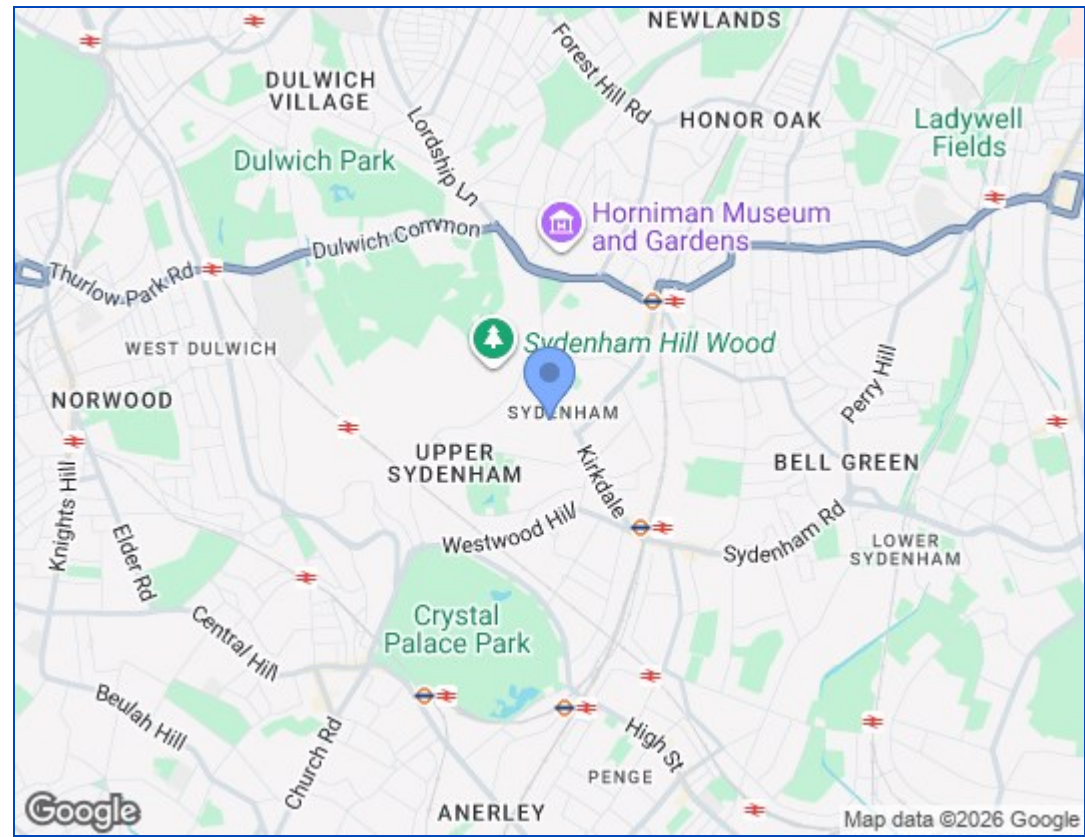 NEWLANDS
DULWICH
VILLAGE
Forest Hill Rd
HONOR OAK
Ladywell
Fields
Lordship Ln
Dulwich Park
Horniman Museum
and Gardens
Dulwich Common
Thurlow Park Rd
Sydenham Hill Wood
WEST DULWICH
Perry Hill
NORWOOD
SYDENHAM
UPPER
SYDENHAM
Kirkdale
BELL GREEN
Knights Hill
Elder Rd
Westwood Hill
Sydenham Rd
LOWER
SYDENHAM
Crystal
Palace Park
Central Hill
Beulah Hill
Church Rd
High St
PENGE
ANERLEY
Google
Map data ©2026 Google